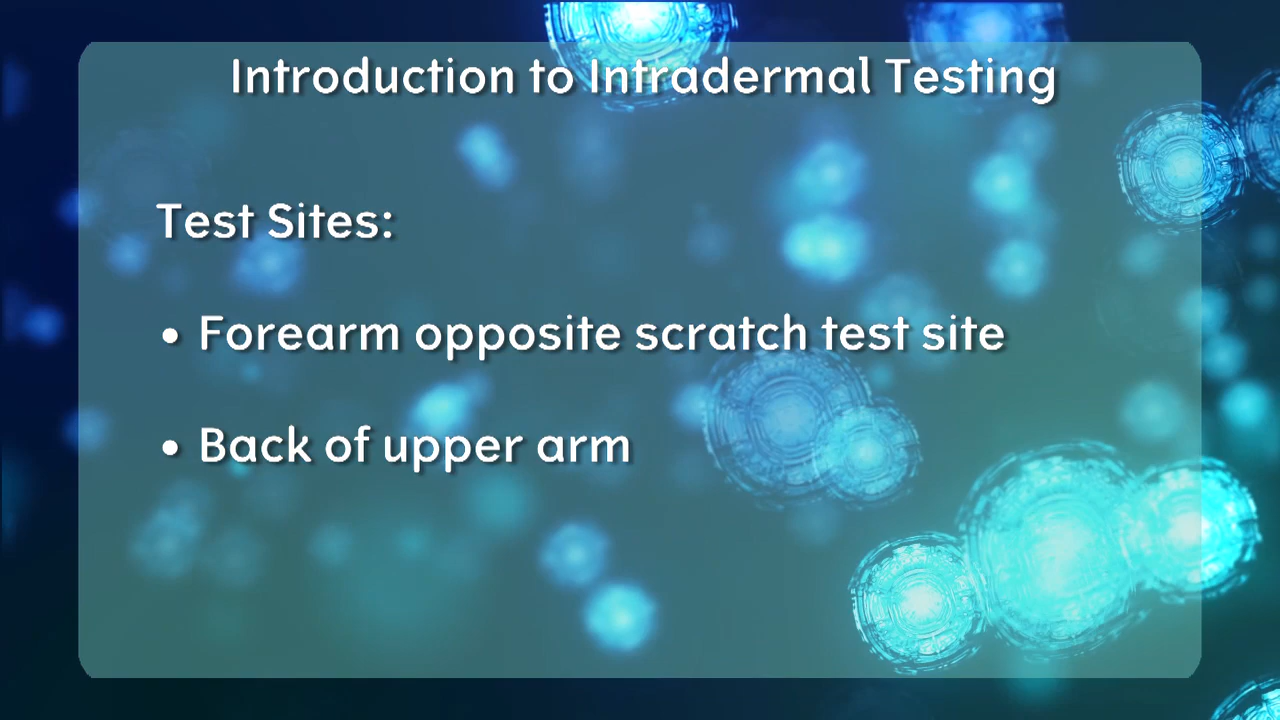 Introduction to Intradermal Testing
Test Sites:
• Forearm opposite scratch test site
• Back of upper arm